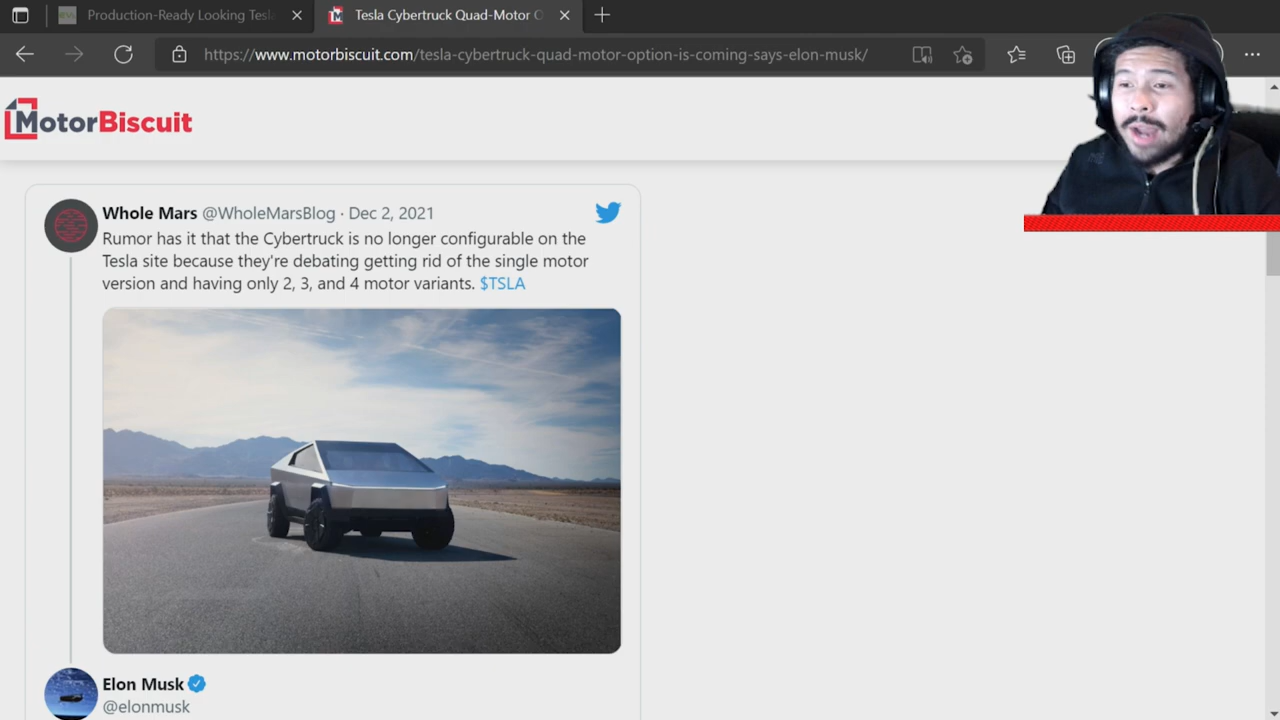 Production-Ready Looking Tesl
Tesla Cybertruck Quad-Motor O
https://www.motorbiscuit.com/tesla-cybertruck-quad-motor-option-is-coming-says-elon-musk/
MotorBiscuit
Whole Mars @WholeMarsBlog · Dec 2, 2021
Rumor has it that the Cybertruck is no longer configurable on the
Tesla site because they're debating getting rid of the single motor
version and having only 2, 3, and 4 motor variants. $TSLA
Elon Musk
@elonmusk